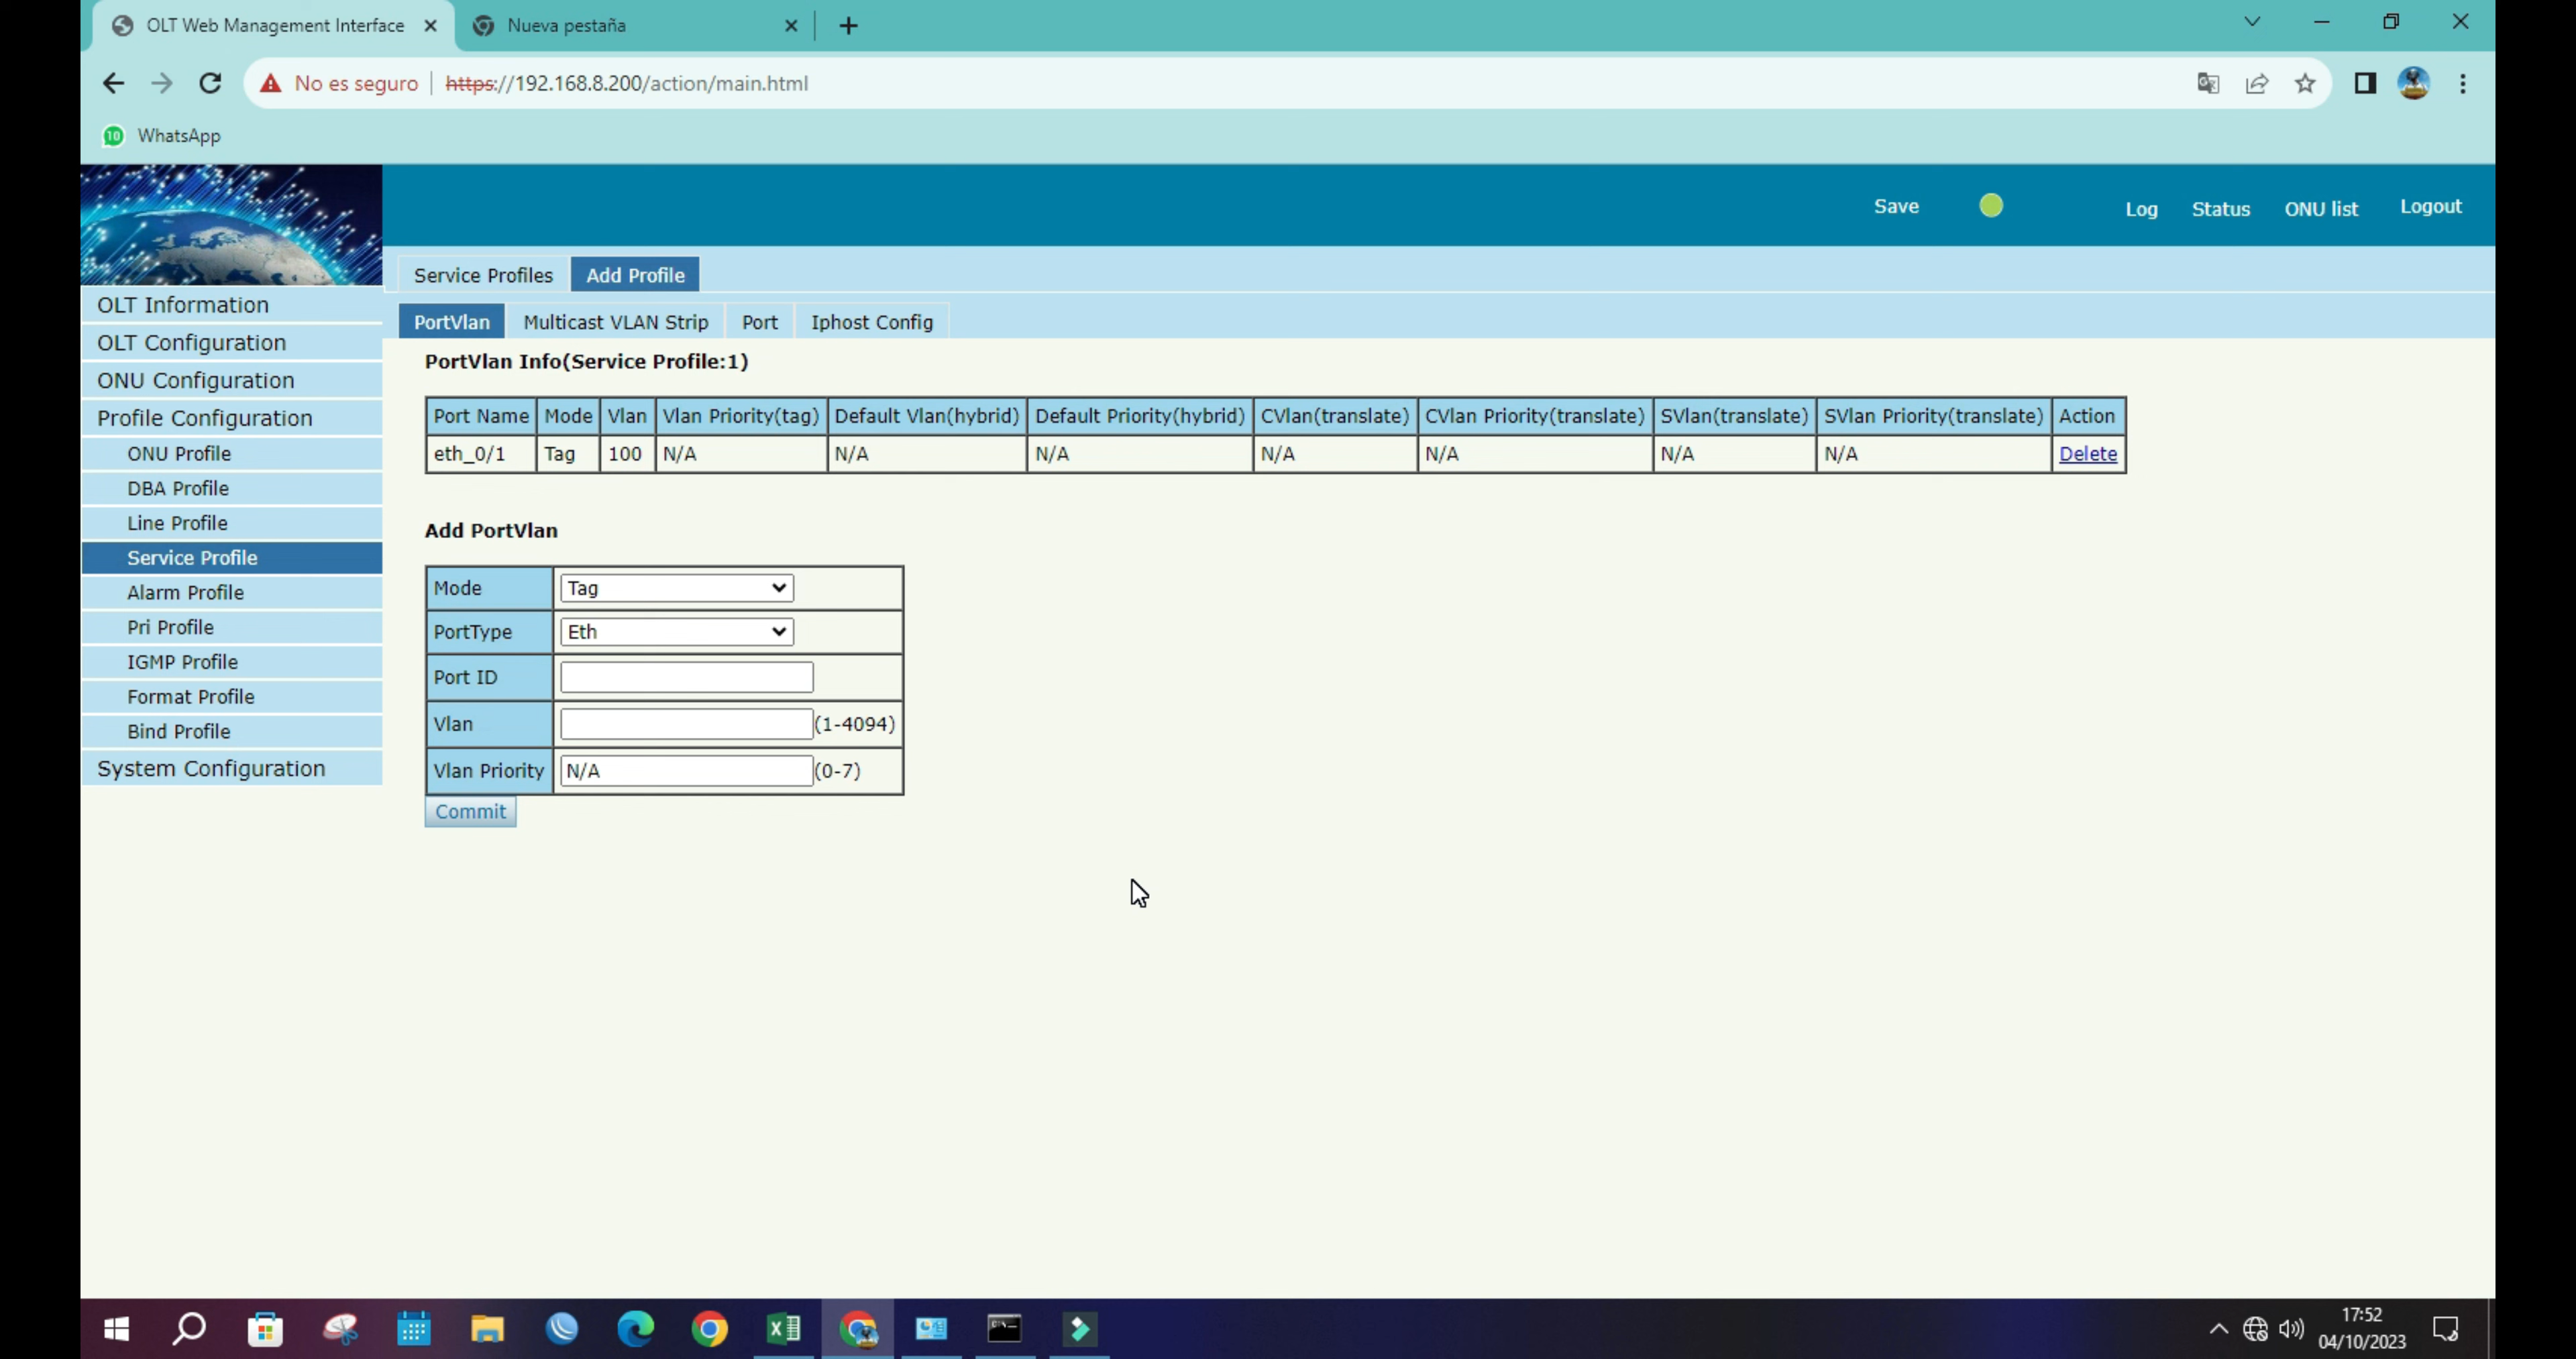 OLT Web Management Interface
Nueva pestaña
No es seguro
https://192.168.8.200/action/main.html
10 WhatsApp
Save
Log
Status
ONU list
Logout
Service Profiles
Add Profile
PortVlan
Multicast VLAN Strip
Port
Iphost Config
OLT Information
OLT Configuration
ONU Configuration
Profile Configuration
ONU Profile
DBA Profile
Line Profile
Service Profile
Alarm Profile
Pri Profile
IGMP Profile
Format Profile
Bind Profile
System Configuration
PortVlan Info(Service Profile:1)
Port Name Mode Vlan Vlan Priority(tag) Default Vlan(hybrid) Default Priority(hybrid) CVlan(translate) CVlan Priority(translate) SVlan(translate) SVlan Priority(translate) Action
eth_0/1 Tag 100 N/A N/A N/A N/A N/A N/A N/A Delete
Add PortVlan
Mode Tag
PortType Eth
Port ID
Vlan (1-4094)
Vlan Priority N/A (0-7)
Commit
17:52
04/10/2023